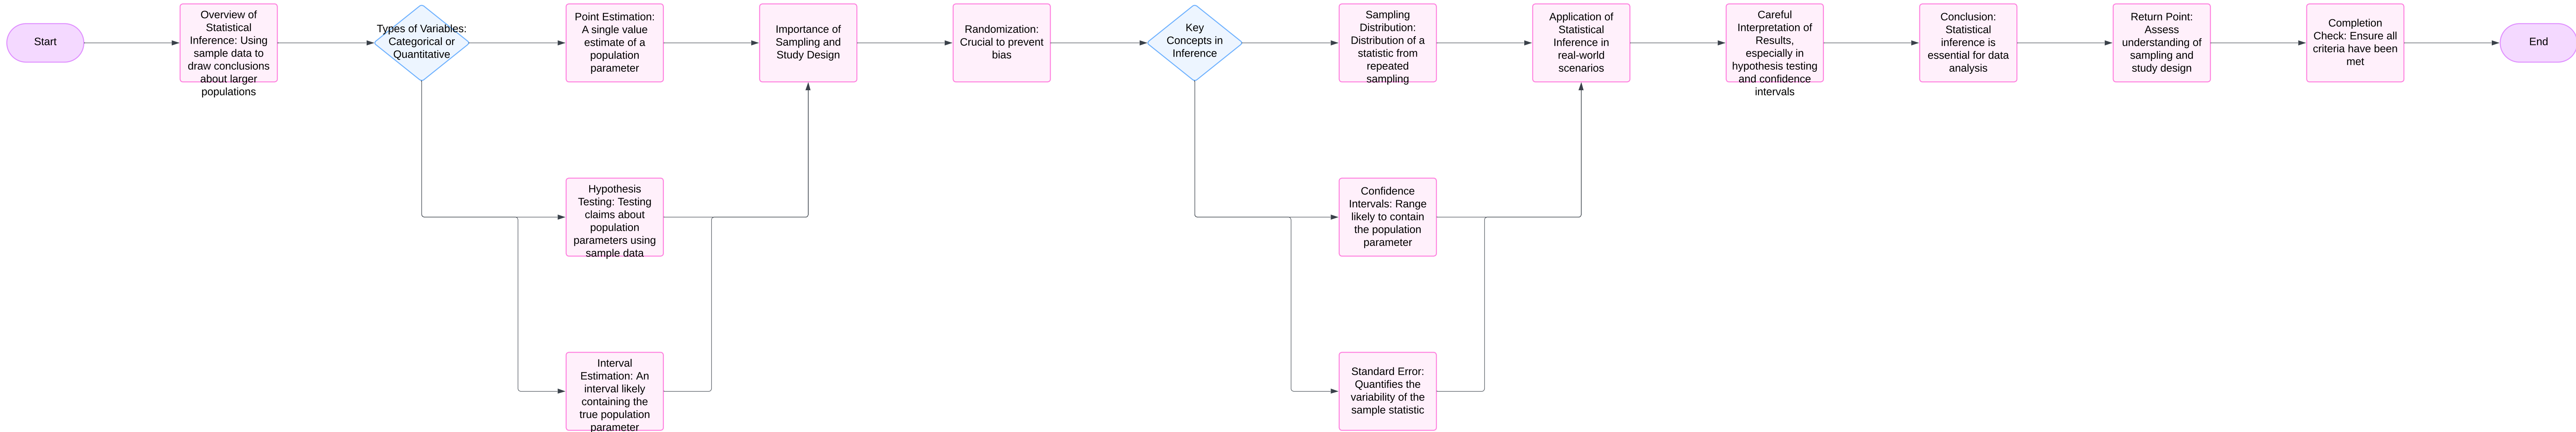 Start
Overview of
Statistical
Inference: Using
sample data to
draw conclusions
about larger
populations
Types of Variables:
Categorical or
Quantitative
Point Estimation:
A single value
estimate of a
population
parameter
Hypothesis
Testing: Testing
claims about
population
parameters using
sample data
Interval
Estimation: An
interval likely
containing the
true population
parameter
Importance of
Sampling and
Study Design
Randomization:
Crucial to prevent
bias
Key
Concepts in
Inference
Sampling
Distribution:
Distribution of a
statistic from
repeated
sampling
Confidence
Intervals: Range
likely to contain
the population
parameter
Standard Error:
Quantifies the
variability of the
sample statistic
Application of
Statistical
Inference in
real-world
scenarios
Careful
Interpretation of
Results,
especially in
hypothesis testing
and confidence
intervals
Conclusion:
Statistical
inference is
essential for data
analysis
Return Point:
Assess
understanding of
sampling and
study design
Completion
Check: Ensure all
criteria have been
met
End